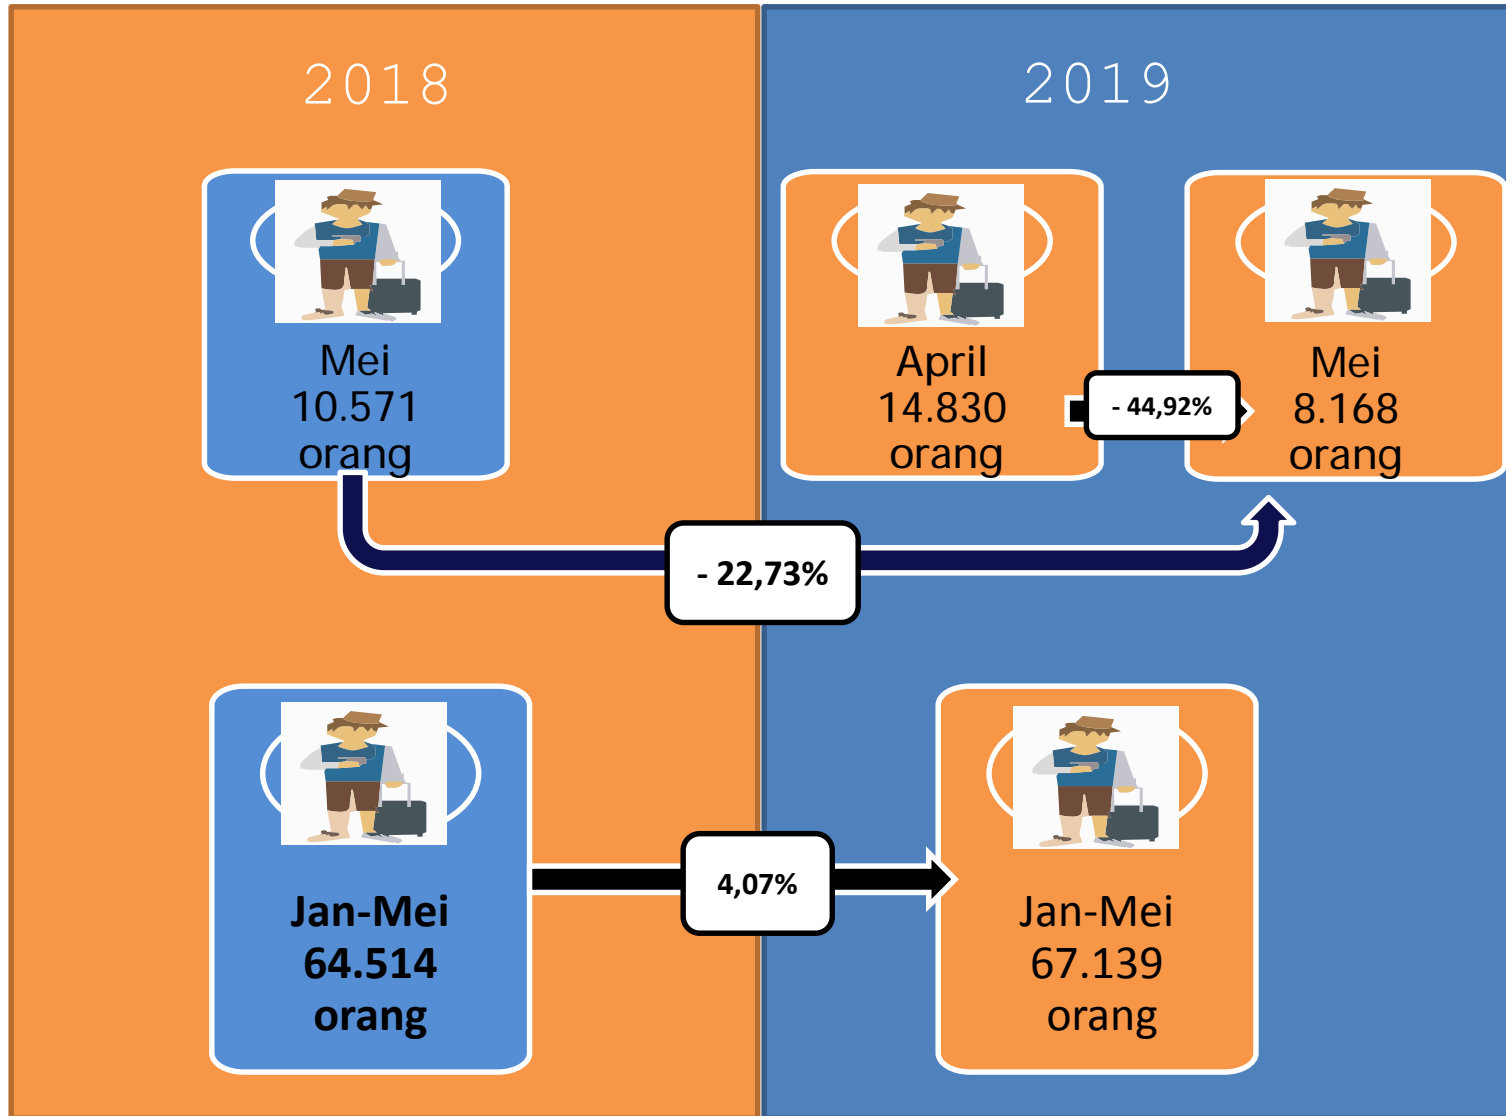 2018
2019
Mei
10.571
orang
April
14.830
orang
- 44,92%
Mei
8.168
orang
- 22,73%
Jan-Mei
64.514
orang
4,07%
Jan-Mei
67.139
orang